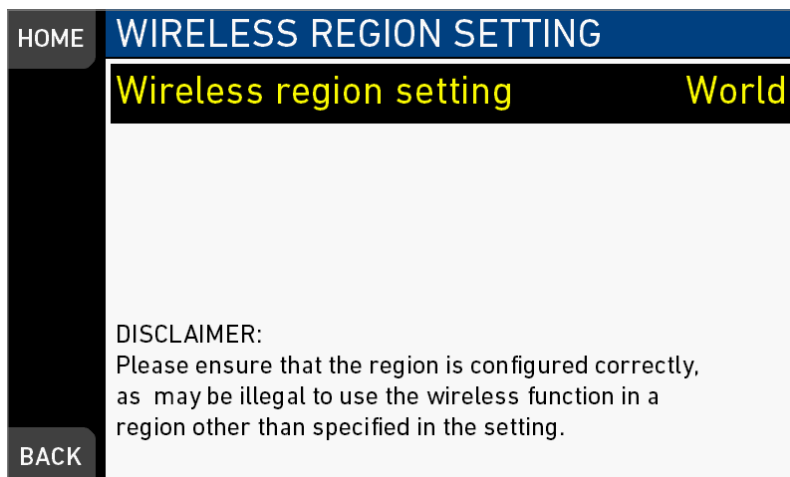 HOME
WIRELESS REGION SETTING
Wireless region setting World
DISCLAIMER:
Please ensure that the region is configured correctly,
as  may be illegal to use the wireless function in a
region other than specified in the setting.
BACK